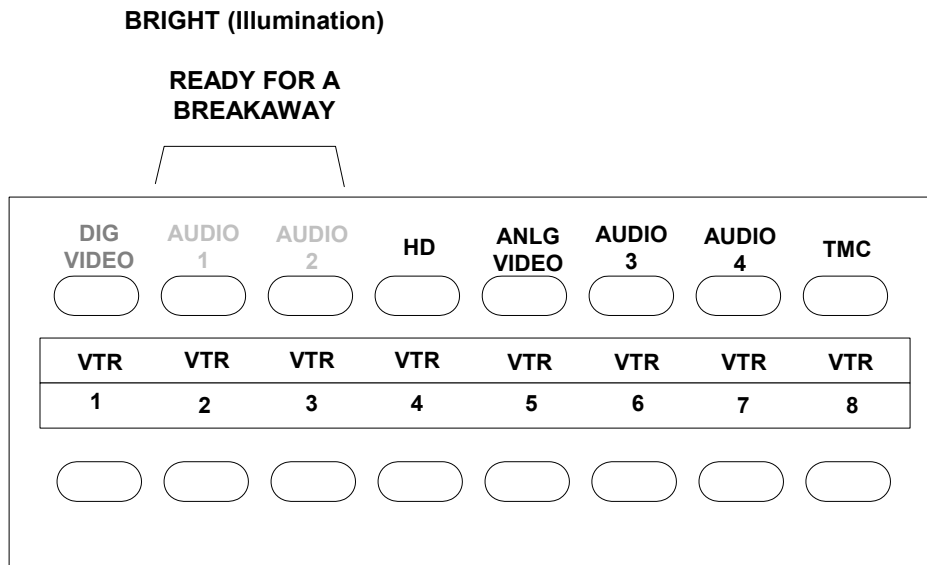 BRIGHT (Illumination)
READY FOR A
BREAKAWAY
DIG
VIDEO
AUDIO
1
AUDIO
2
HD
ANLG
VIDEO
AUDIO
3
AUDIO
4
TMC
VTR VTR VTR VTR VTR VTR VTR VTR
1 2 3 4 5 6 7 8